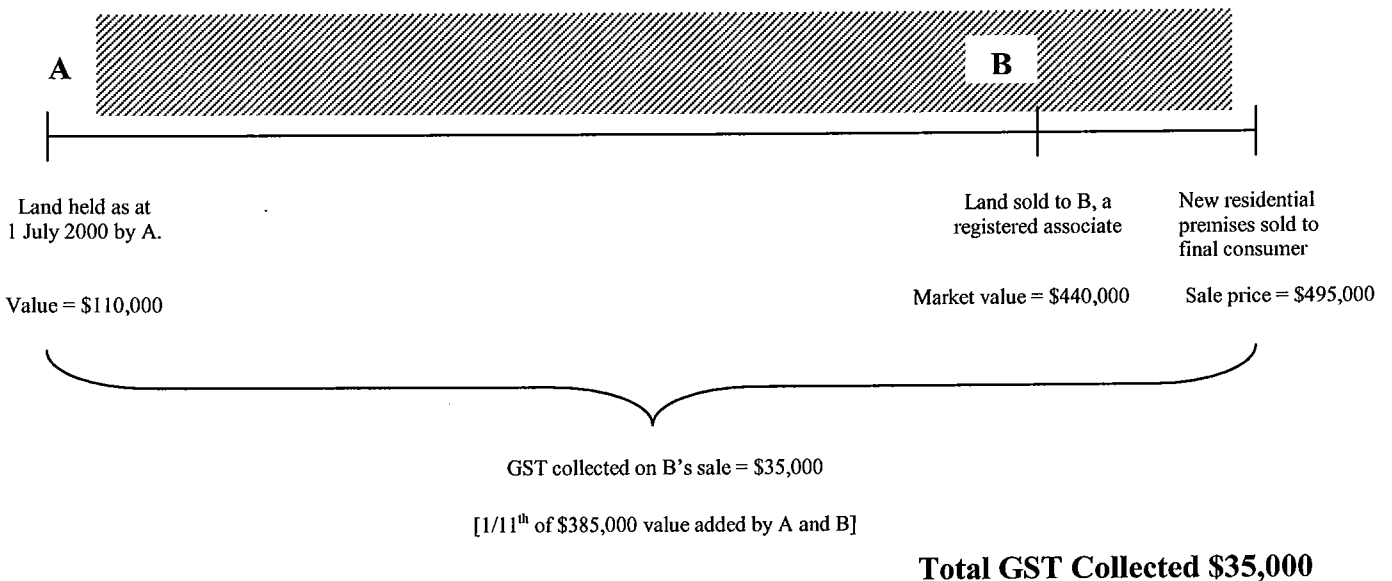 A
B
Land held as at
1 July 2000 by A.
Value = $110,000
Land sold to B, a
registered associate
Market value = $440,000
New residential
premises sold to
final consumer
Sale price = $495,000
GST collected on B's sale = $35,000
[1/11th of $385,000 value added by A and B]
Total GST Collected $35,000